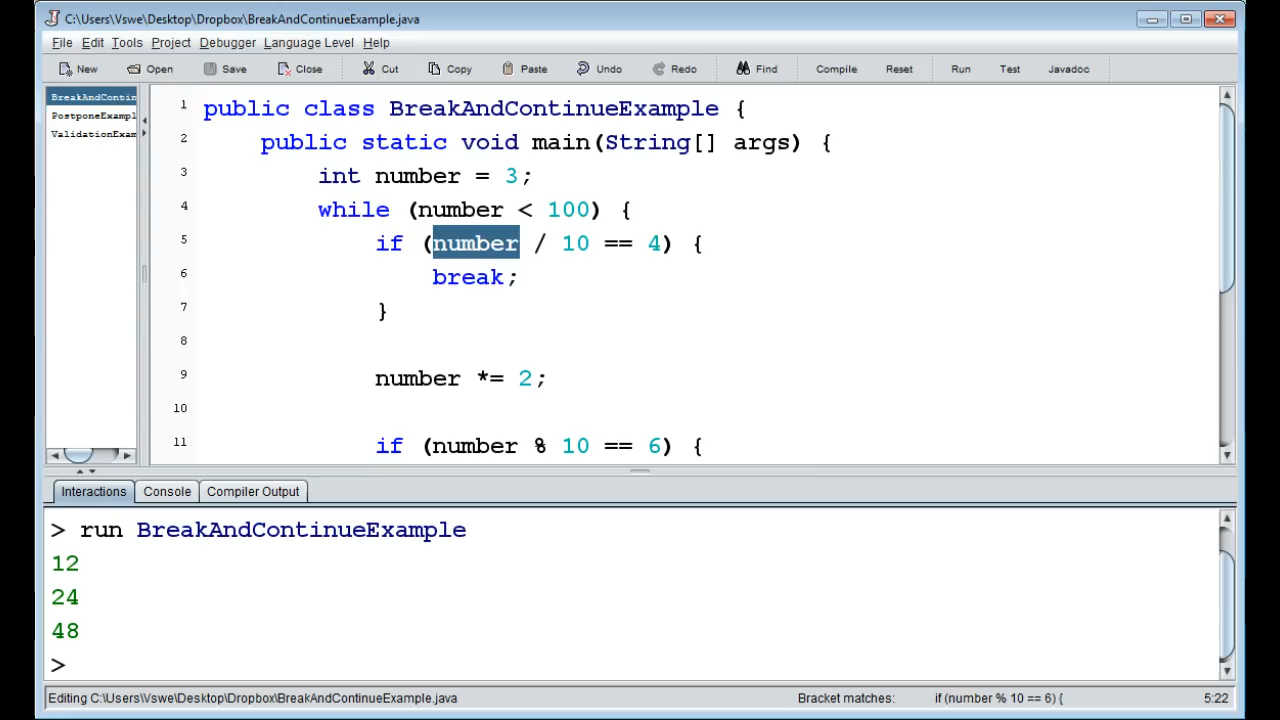 C:\Users\Vswe\Desktop\Dropbox\BreakAndContinueExample.java
File Edit Tools Project Debugger Language Level Help
New Open Save Close Cut Copy Paste Undo Redo Find Compile Reset Run Test Javadoc
BreakAndContin
PostponeExampl
ValidationExam
1 public class BreakAndContinueExample {
2 public static void main(String[] args) {
3 int number = 3;
4 while (number < 100) {
5 if (number / 10 == 4) {
6 break;
7 }
8
9 number *= 2;
10
11 if (number % 10 == 6) {
Interactions Console Compiler Output
> run BreakAndContinueExample
12
24
48
>
Editing C:\Users\Vswe\Desktop\Dropbox\BreakAndContinueExample.java Bracket matches: if (number % 10 == 6) { 5:22